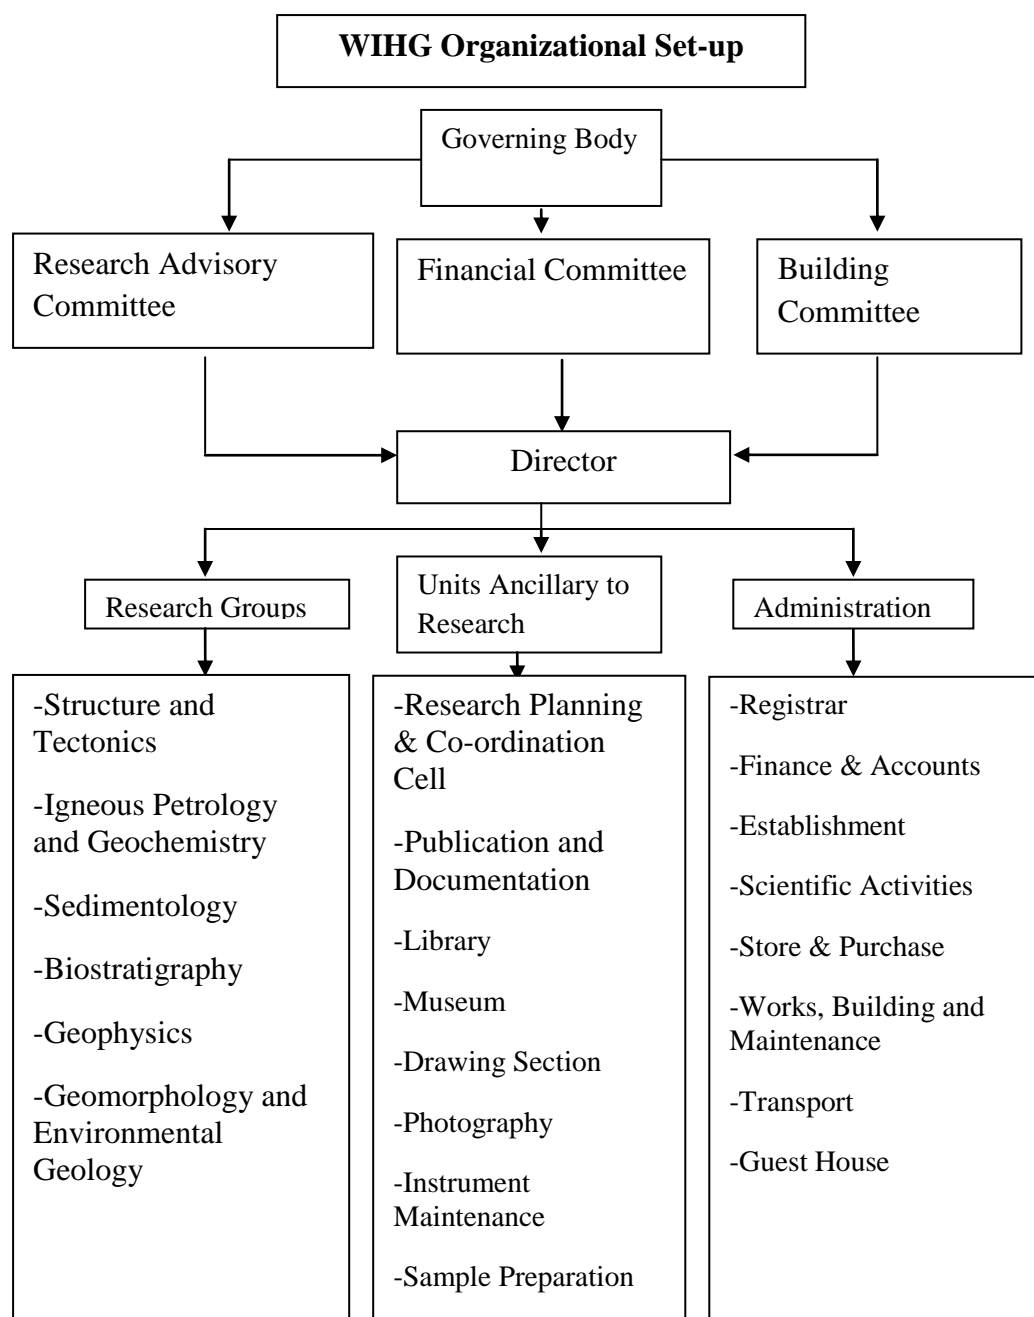 WIHG Organizational Set-up
Governing Body
Research Advisory
Committee
Financial Committee
Building
Committee
Director
Research Groups
Units Ancillary to
Research
Administration
-Structure and
Tectonics
-Igneous Petrology
and Geochemistry
-Sedimentology
-Biostratigraphy
-Geophysics
-Geomorphology and
Environmental
Geology
-Research Planning
& Co-ordination
Cell
-Publication and
Documentation
-Library
-Museum
-Drawing Section
-Photography
-Instrument
Maintenance
-Sample Preparation
-Registrar
-Finance & Accounts
-Establishment
-Scientific Activities
-Store & Purchase
-Works, Building and
Maintenance
-Transport
-Guest House